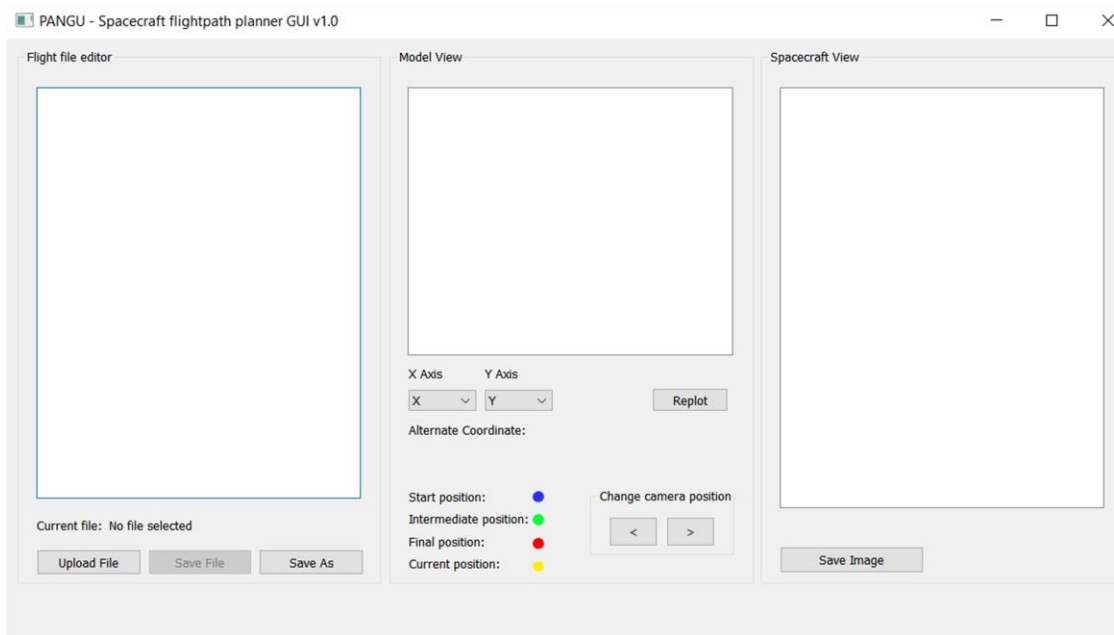 PANGU - Spacecraft flightpath planner GUI v1.0
Flight file editor
Current file: No file selected
Upload File
Save File
Save As
Model View
X Axis Y Axis
X Y Replot
Alternate Coordinate:
Start position:
Intermediate position:
Final position:
Current position:
Change camera position
< >
Spacecraft View
Save Image